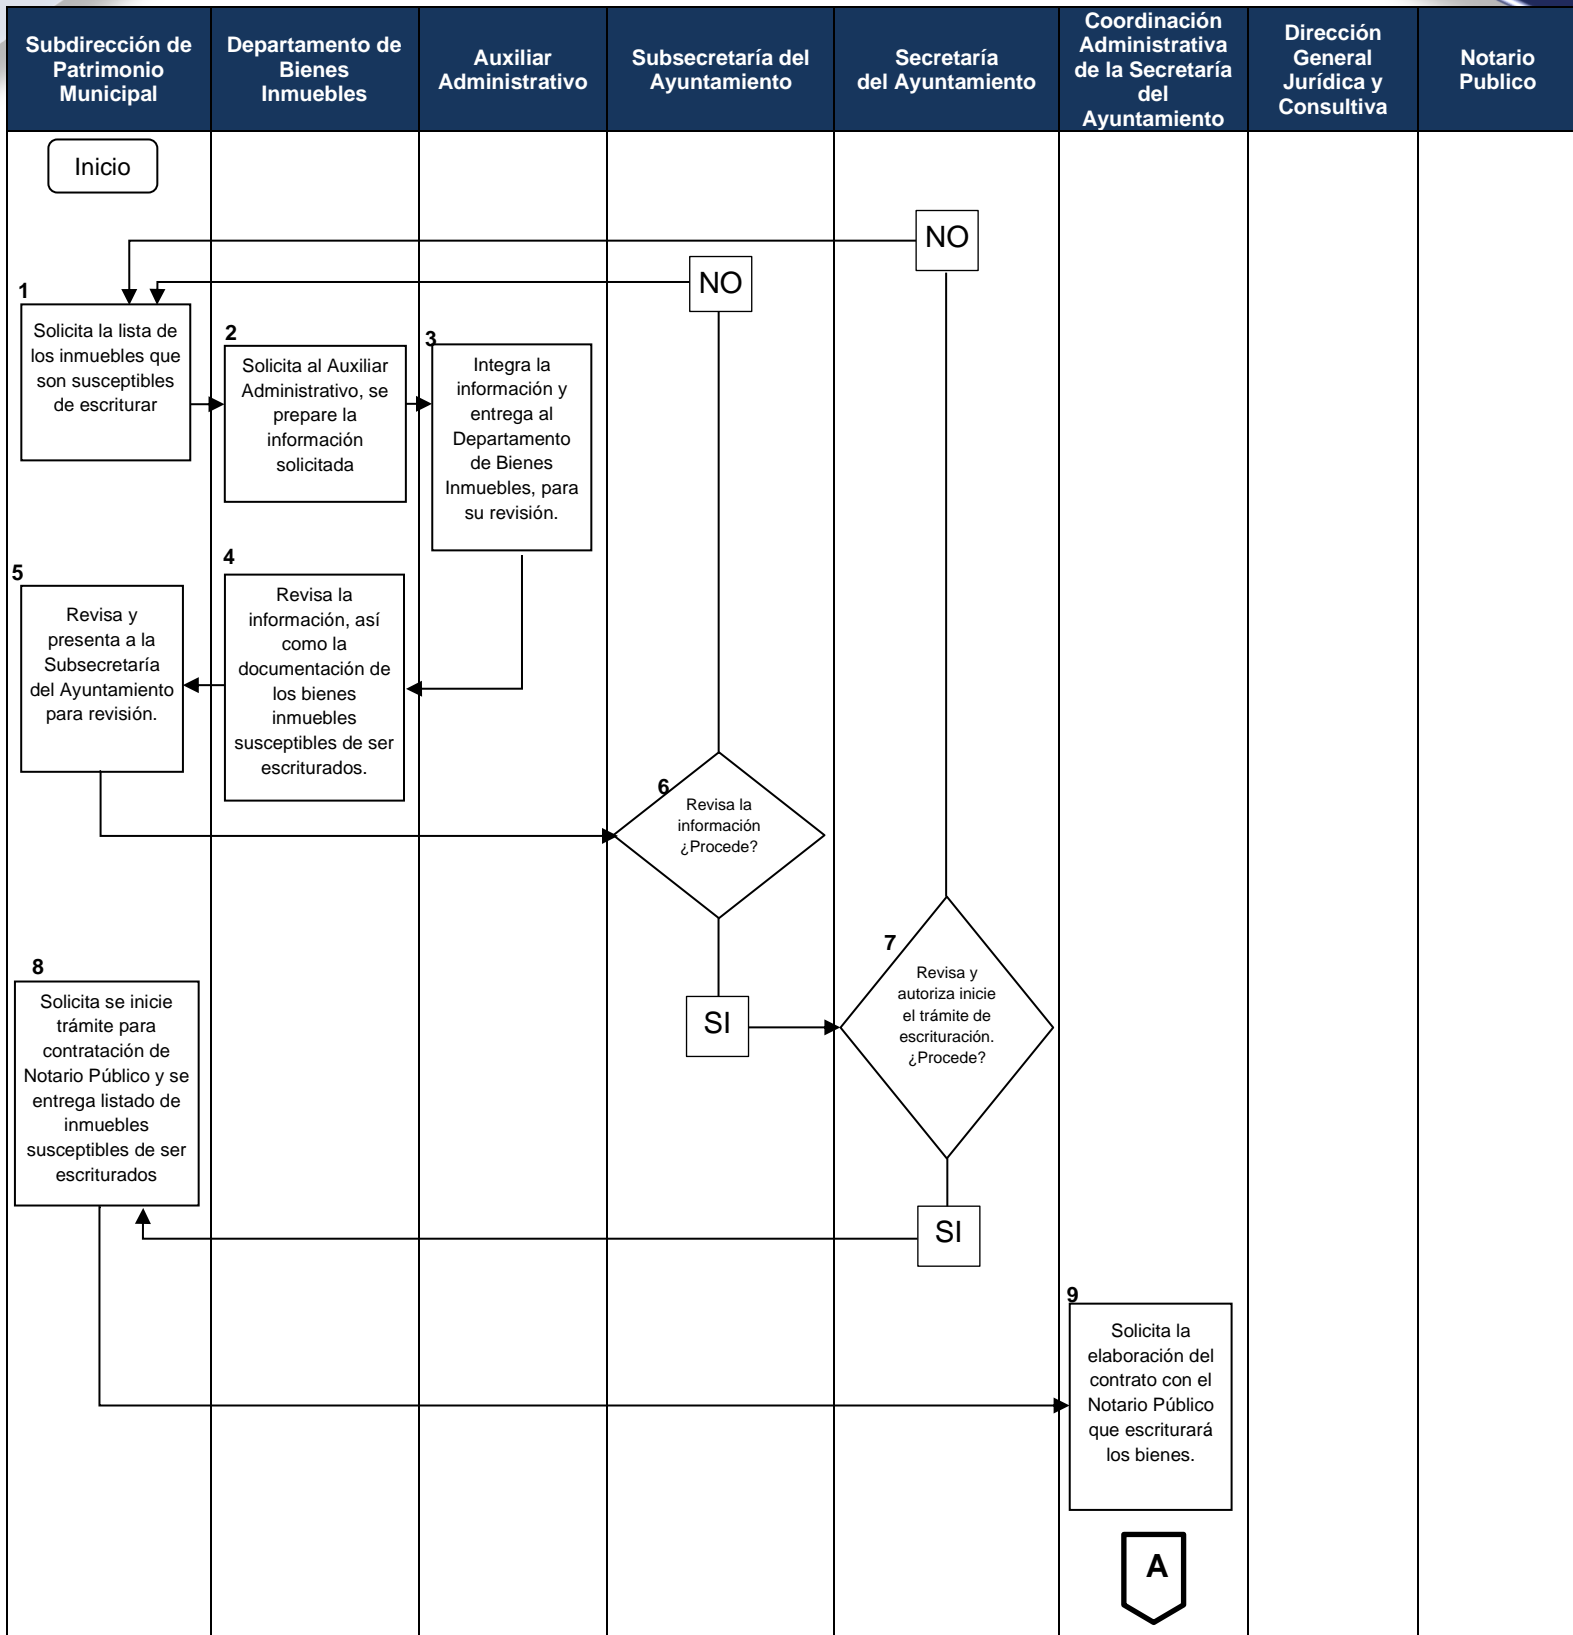 Subdirección de
Patrimonio
Municipal
Departamento de
Bienes
Inmuebles
Auxiliar
Administrativo
Subsecretaría del
Ayuntamiento
Secretaría
del Ayuntamiento
Coordinación
Administrativa
de la Secretaría
del
Ayuntamiento
Dirección
General
Jurídica y
Consultiva
Notario
Publico
Inicio
NO
NO
1
Solicita la lista de
los inmuebles que
son susceptibles
de escriturar
2
Solicita al Auxiliar
Administrativo, se
prepare la
información
solicitada
3
Integra la
información y
entrega al
Departamento
de Bienes
Inmuebles, para
su revisión.
4
Revisa la
información, así
como la
documentación de
los bienes
inmuebles
susceptibles de ser
escriturados.
5
Revisa y
presenta a la
Subsecretaría
del Ayuntamiento
para revisión.
6
Revisa la
información
¿Procede?
7
Revisa y
autoriza inicie
el trámite de
escrituración.
¿Procede?
SI
8
Solicita se inicie
trámite para
contratación de
Notario Público y se
entrega listado de
inmuebles
susceptibles de ser
escriturados
SI
9
Solicita la
elaboración del
contrato con el
Notario Público
que escriturará
los bienes.
A